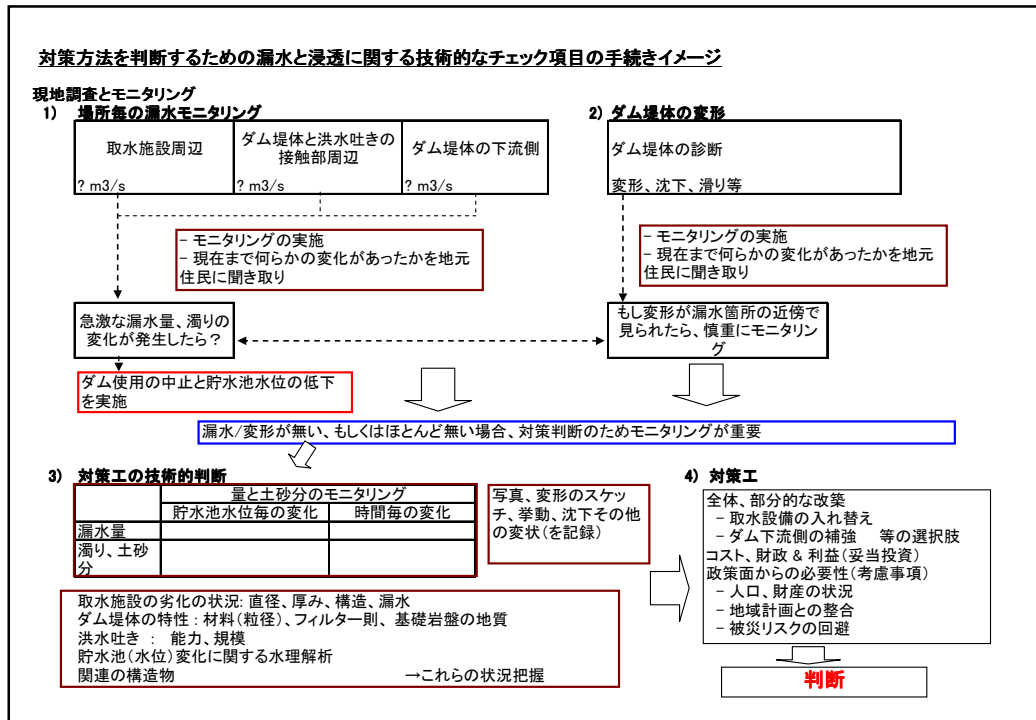 対策方法を判断するための漏水と浸透に関する技術的なチェック項目の手続きイメージ
現地調査とモニタリング
1) 場所毎の漏水モニタリング
取水施設周辺
? m3/s
ダム堤体と洪水吐きの
接触部周辺
? m3/s
ダム堤体の下流側
? m3/s
2) ダム堤体の変形
ダム堤体の診断
変形、沈下、滑り等
- モニタリングの実施
- 現在まで何らかの変化があったかを地元
住民に聞き取り
- モニタリングの実施
- 現在まで何らかの変化があったかを地元
住民に聞き取り
急激な漏水量、濁りの
変化が発生したら?
もし変形が漏水箇所の近傍で
見られたら、慎重にモニタリン
グ
ダム使用の中止と貯水池水位の低下
を実施
漏水/変形が無い、もしくはほとんど無い場合、対策判断のためモニタリングが重要
3) 対策工の技術的判断
量と土砂分のモニタリング
貯水池水位毎の変化 時間毎の変化
漏水量
濁り、土砂
分
写真、変形のスケッ
チ、挙動、沈下その他
の変状(を記録)
取水施設の劣化の状況: 直径、厚み、構造、漏水
ダム堤体の特性 : 材料(粒径)、フィルター則、 基礎岩盤の地質
洪水吐き : 能力、規模
貯水池(水位)変化に関する水理解析
関連の構造物 →これらの状況把握
4) 対策工
全体、部分的な改築
- 取水設備の入れ替え
- ダム下流側の補強 等の選択肢
コスト、財政 & 利益(妥当投資)
政策面からの必要性(考慮事項)
- 人口、財産の状況
- 地域計画との整合
- 被災リスクの回避
判断